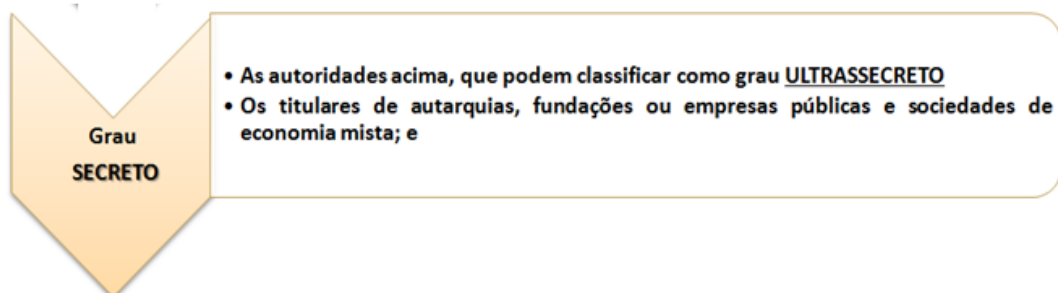 Grau
SECRETO
• As autoridades acima, que podem classificar como grau ULTRASSECRETO
• Os titulares de autarquias, fundações ou empresas públicas e sociedades de
economia mista; e